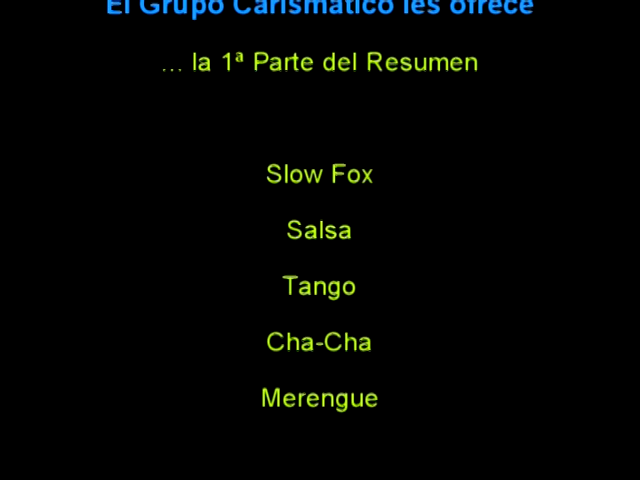 El Grupo Carismático les ofrece
... la 1ª Parte del Resumen
Slow Fox
Salsa
Tango
Cha-Cha
Merengue